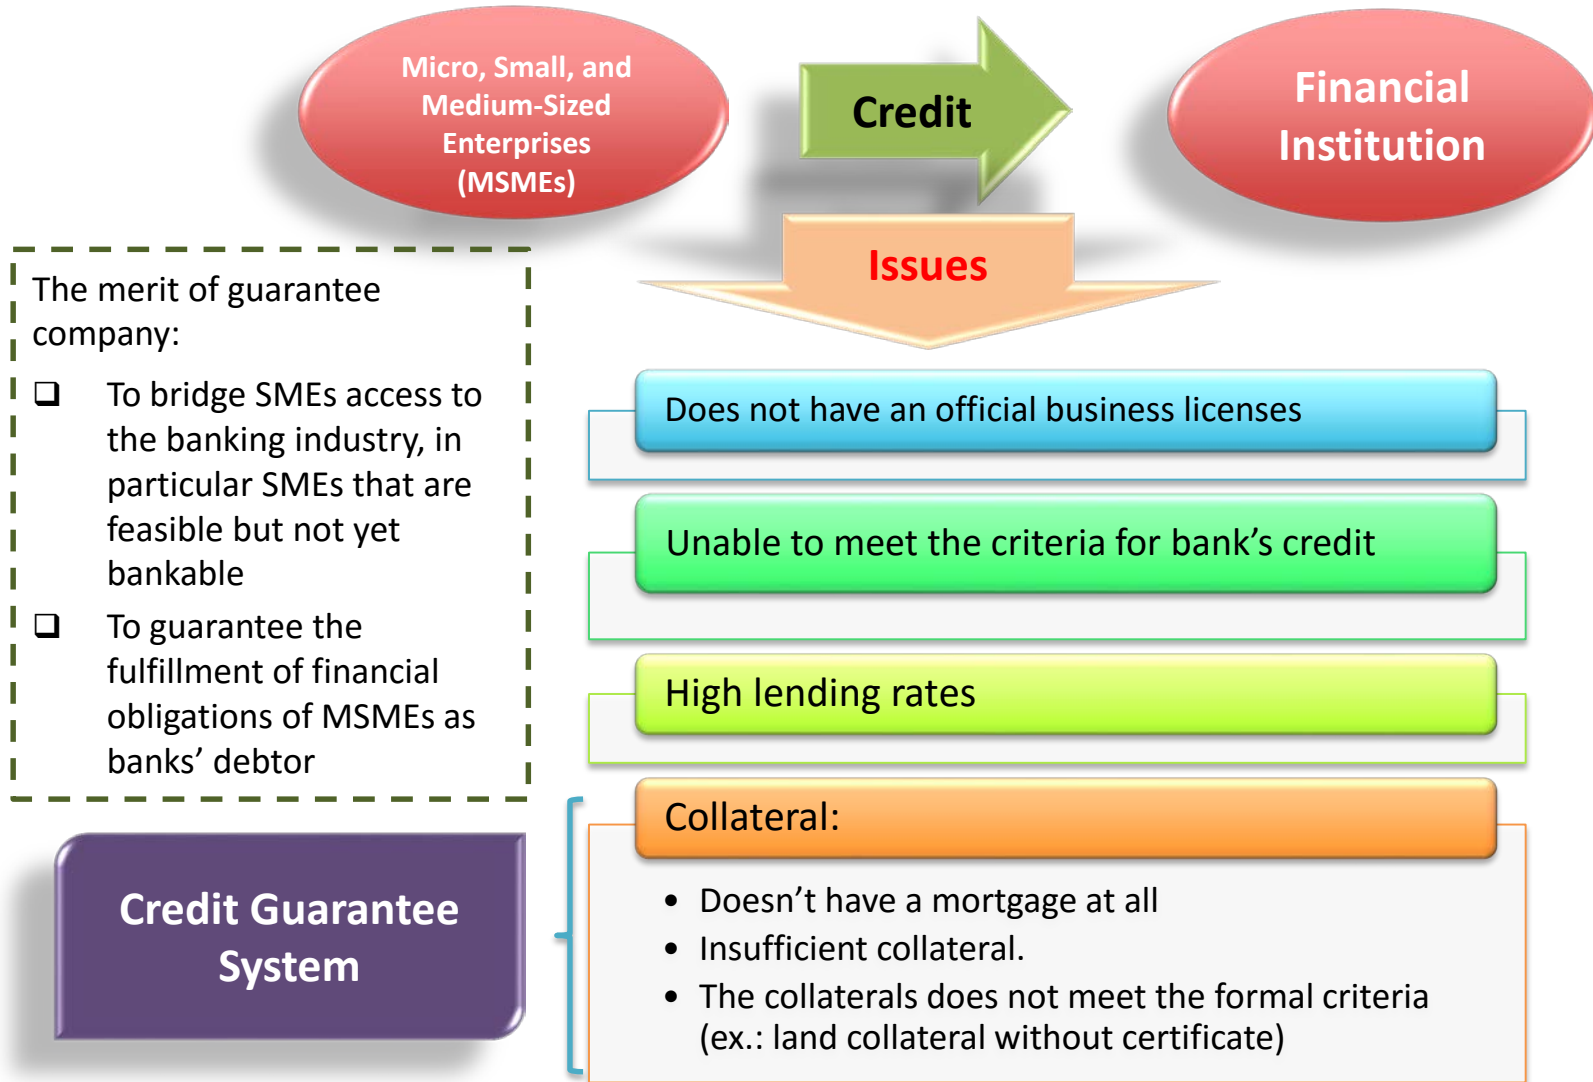 Micro, Small, and
Medium-Sized
Enterprises
(MSMEs)
Credit
Financial
Institution
Issues
The merit of guarantee
company:
❑ To bridge SMEs access to
the banking industry, in
particular SMEs that are
feasible but not yet
bankable
❑ To guarantee the
fulfillment of financial
obligations of MSMEs as
banks’ debtor
Does not have an official business licenses
Unable to meet the criteria for bank’s credit
High lending rates
Collateral:
• Doesn’t have a mortgage at all
• Insufficient collateral.
• The collaterals does not meet the formal criteria
(ex.: land collateral without certificate)
Credit Guarantee
System